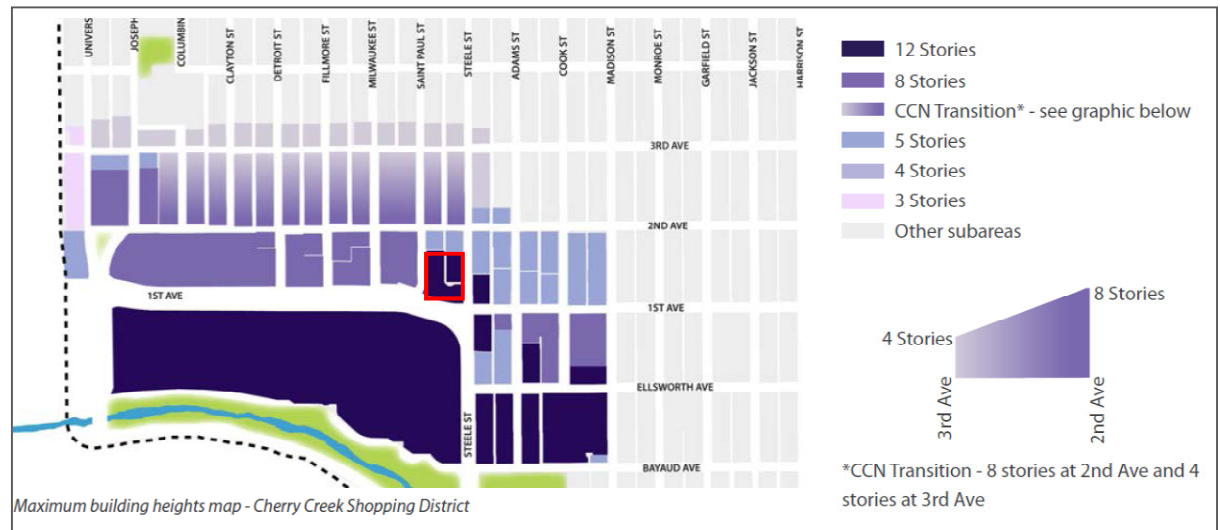 UNIVERS
JOSEPH
COLUMBIN
CLAYTON ST
DETROIT ST
FILLMORE ST
MILWAUKEE ST
SAINT PAUL ST
STEELE ST
ADAMS ST
COOK ST
MADISON ST
MONROE ST
GARFIELD ST
JACKSON ST
HARRISON ST
3RD AVE
2ND AVE
1ST AVE
1ST AVE
ELLSWORTH AVE
STEELE ST
BAYAUD AVE
Maximum building heights map - Cherry Creek Shopping District
12 Stories
8 Stories
CCN Transition* - see graphic below
5 Stories
4 Stories
3 Stories
Other subareas
8 Stories
4 Stories
3rd Ave
2nd Ave
*CCN Transition - 8 stories at 2nd Ave and 4
stories at 3rd Ave